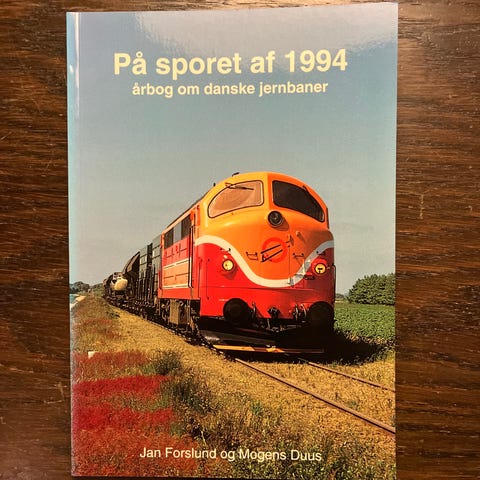 På sporet af 1994
årbog om danske jernbaner
Jan Forslund og Mogens Duus